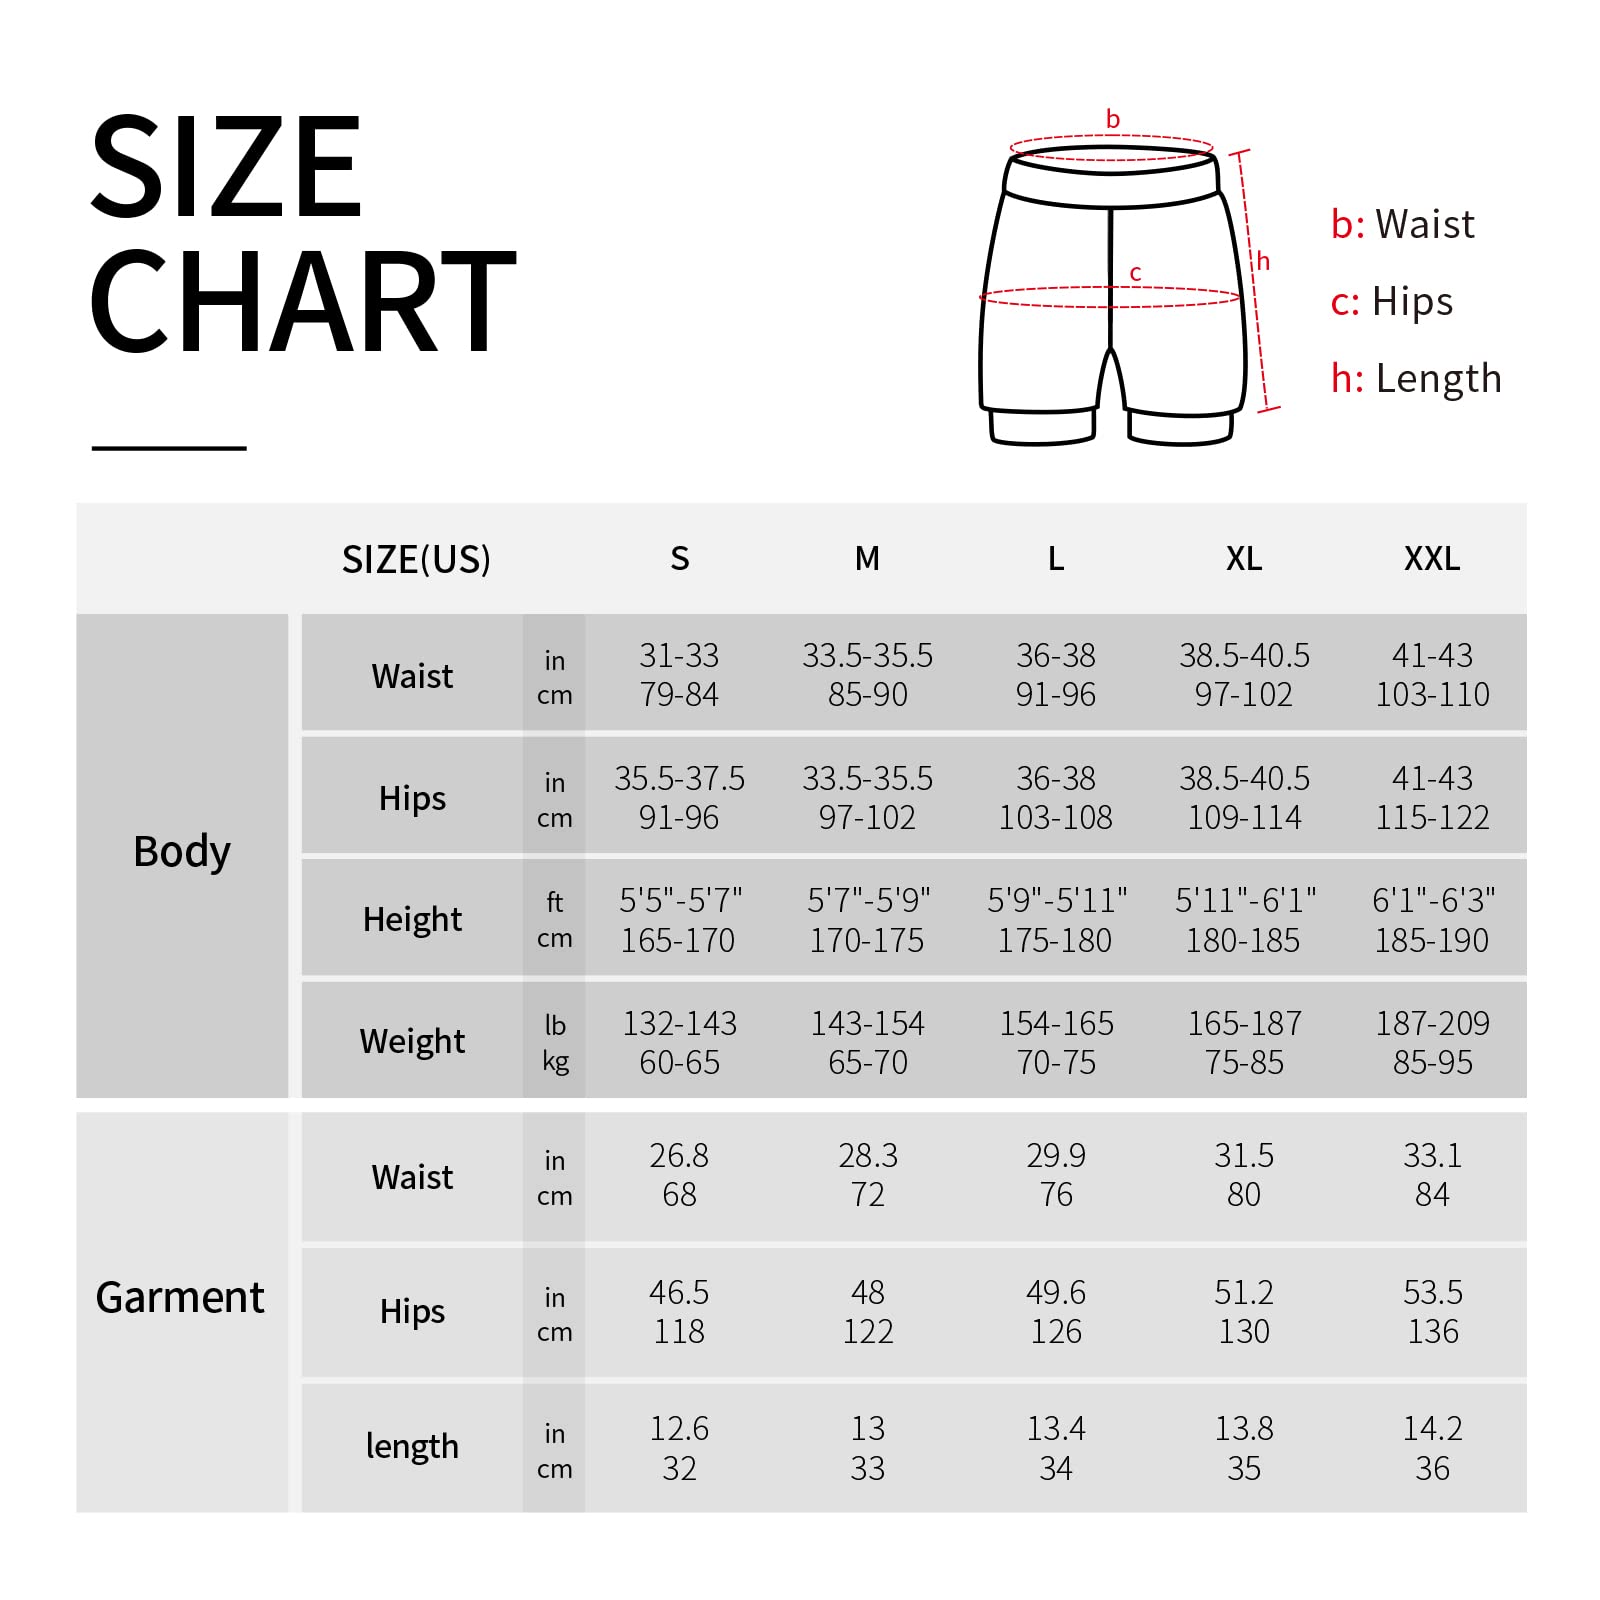 SIZE
CHART
b
c
h
b: Waist
c: Hips
h: Length
SIZE(US) S M L XL XXL
Body
Waist in 31-33 33.5-35.5 36-38 38.5-40.5 41-43
cm 79-84 85-90 91-96 97-102 103-110
Hips in 35.5-37.5 33.5-35.5 36-38 38.5-40.5 41-43
cm 91-96 97-102 103-108 109-114 115-122
Height ft 5'5"-5'7" 5'7"-5'9" 5'9"-5'11" 5'11"-6'1" 6'1"-6'3"
cm 165-170 170-175 175-180 180-185 185-190
Weight lb 132-143 143-154 154-165 165-187 187-209
kg 60-65 65-70 70-75 75-85 85-95
Garment
Waist in 26.8 28.3 29.9 31.5 33.1
cm 68 72 76 80 84
Hips in 46.5 48 49.6 51.2 53.5
cm 118 122 126 130 136
length in 12.6 13 13.4 13.8 14.2
cm 32 33 34 35 36